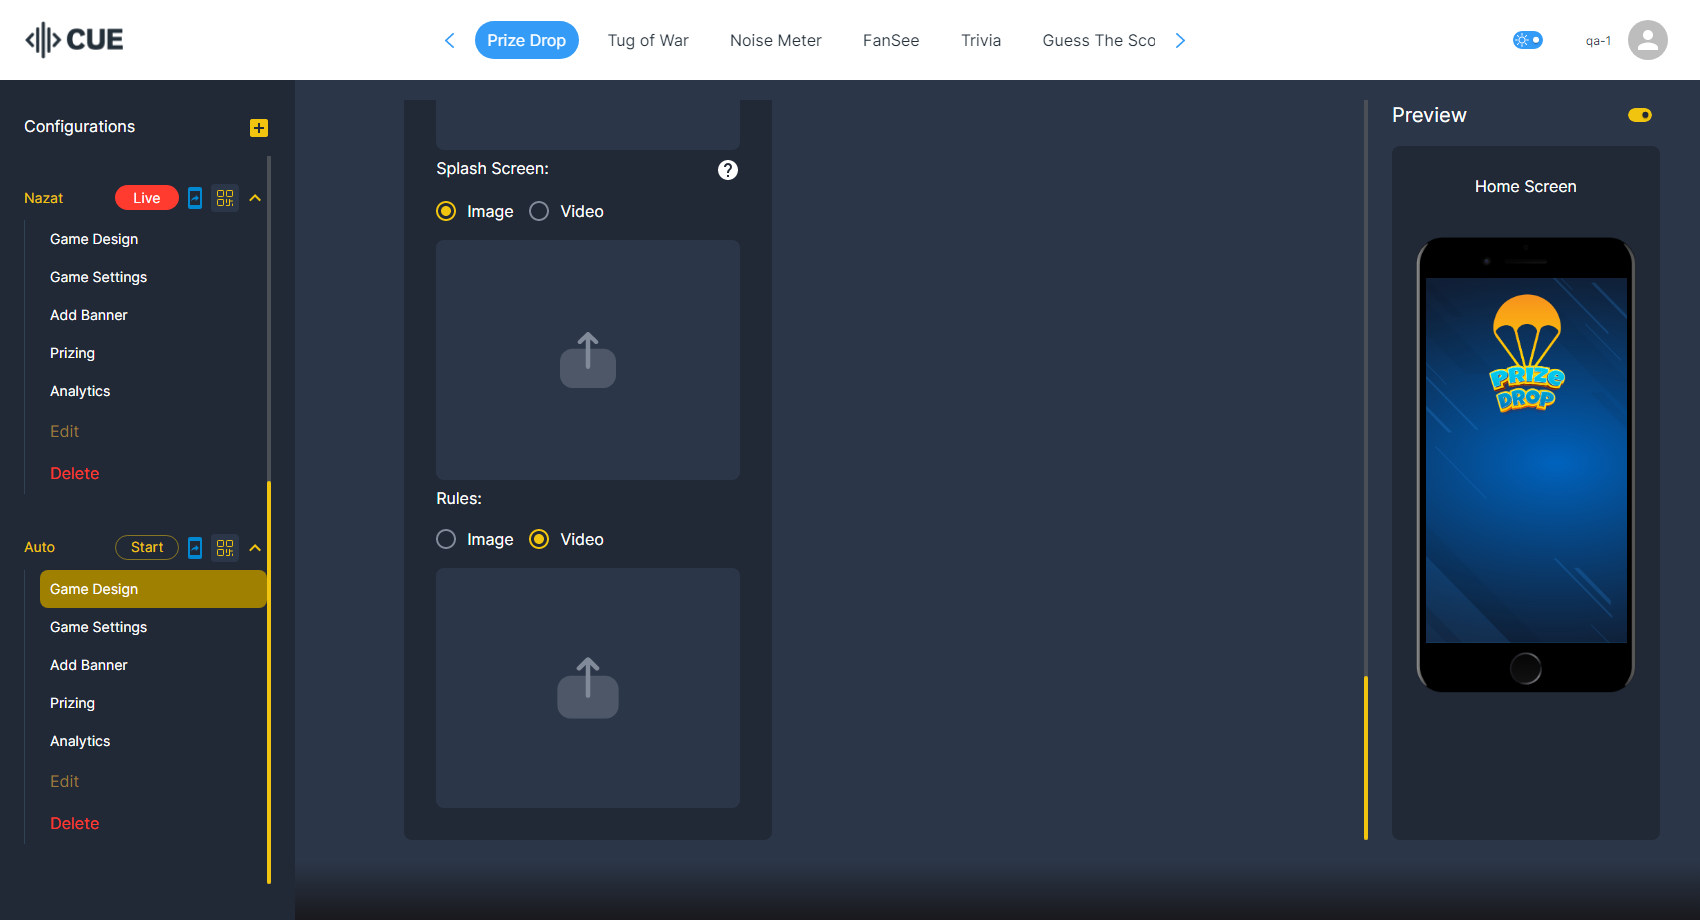 CUE
Prize Drop
Tug of War
Noise Meter
FanSee
Trivia
Guess The Sco
qa-1
Configurations
Nazat
Live
Game Design
Game Settings
Add Banner
Prizing
Analytics
Edit
Delete
Auto
Start
Game Design
Game Settings
Add Banner
Prizing
Analytics
Edit
Delete
Splash Screen:
?
Image
Video
Rules:
Image
Video
Preview
Home Screen
PRIZE
DROP